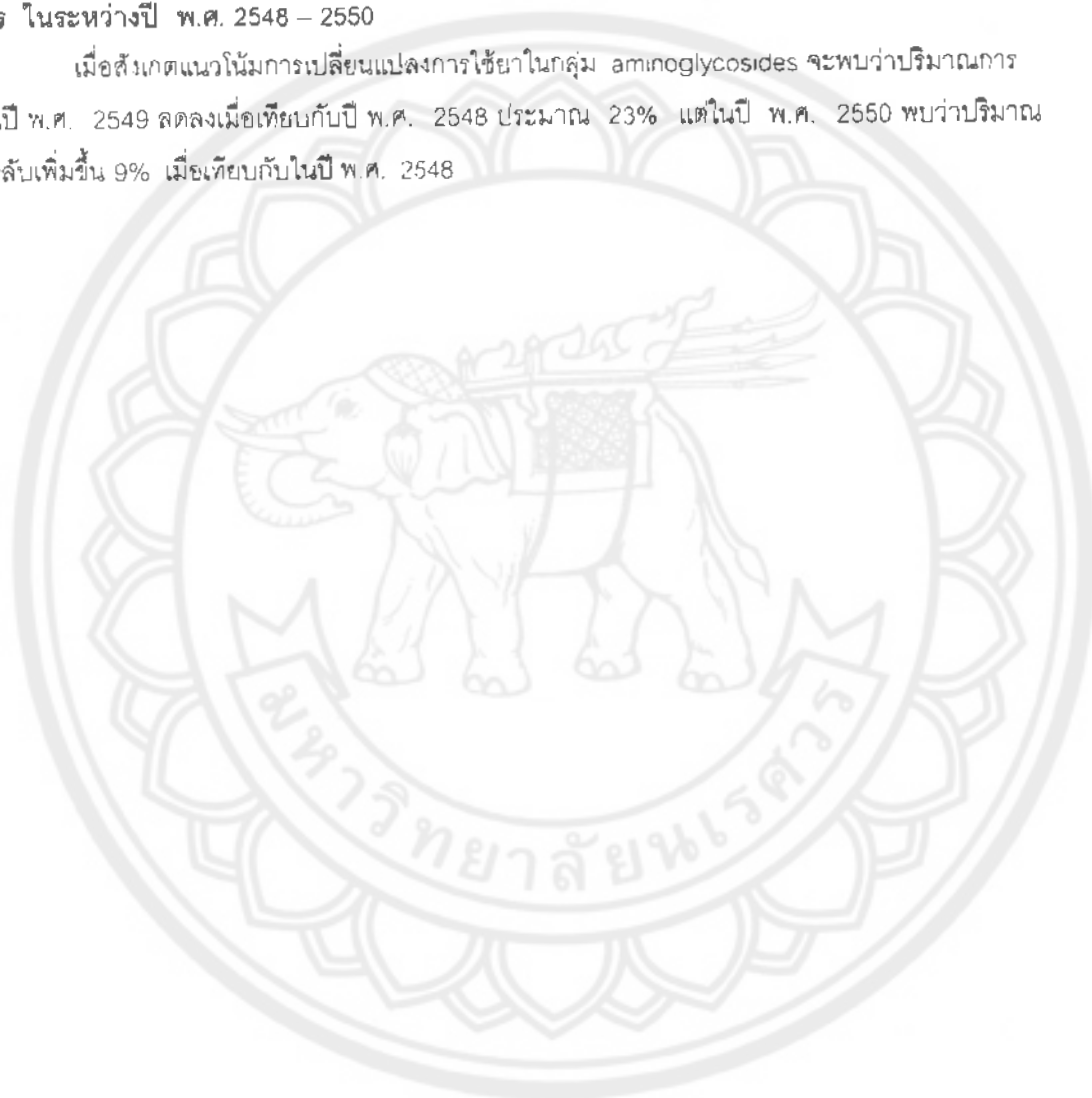 ร ในระหว่างปี พ.ศ. 2548 – 2550
เมื่อสังเกตแนวโน้มการเปลี่ยนแปลงการใช้ยาในกลุ่ม aminoglycosides จะพบว่าปริมาณการ
ปี พ.ศ. 2549 ลดลงเมื่อเทียบกับปี พ.ศ. 2548 ประมาณ 23% แต่ในปี พ.ศ. 2550 พบว่าปริมาณ
ลับเพิ่มขึ้น 9% เมื่อเทียบกับในปี พ.ศ. 2548
มหาวิทยาลัยนเรศวร